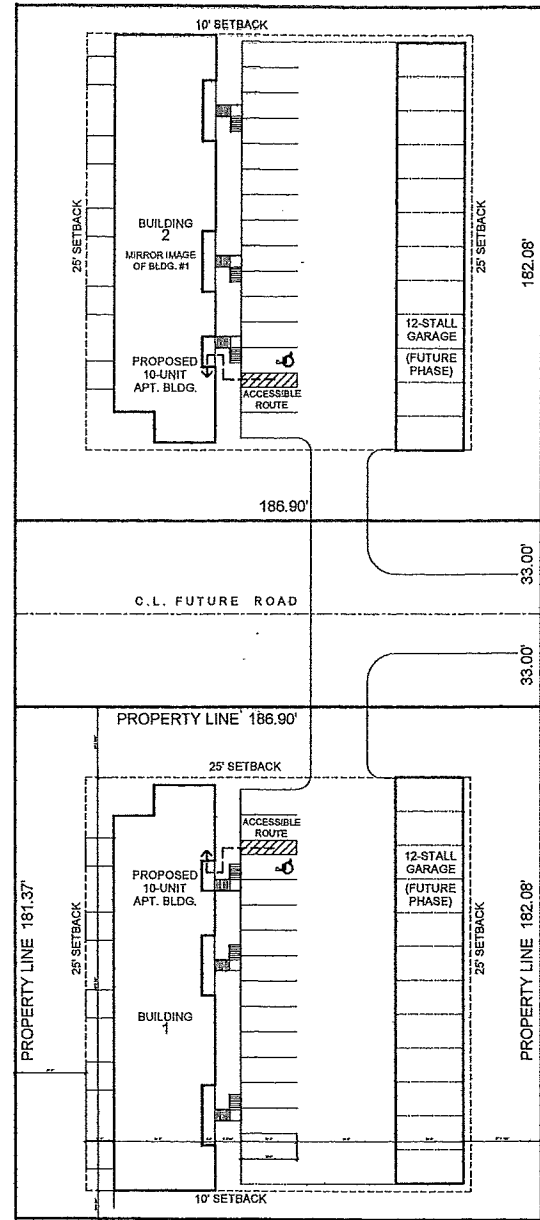 10' SETBACK
25' SETBACK
BUILDING
2
MIRROR IMAGE
OF BLDG. #1
PROPOSED
10-UNIT
APT. BLDG.
ACCESSIBLE
ROUTE
12-STALL
GARAGE
(FUTURE
PHASE)
25' SETBACK
182.08'
186.90'
33.00'
C.L. FUTURE ROAD
33.00'
PROPERTY LINE 186.90'
25' SETBACK
PROPERTY LINE 181.37'
25' SETBACK
PROPOSED
10-UNIT
APT. BLDG.
BUILDING
1
ACCESSIBLE
ROUTE
12-STALL
GARAGE
(FUTURE
PHASE)
25' SETBACK
PROPERTY LINE 182.08'
10' SETBACK